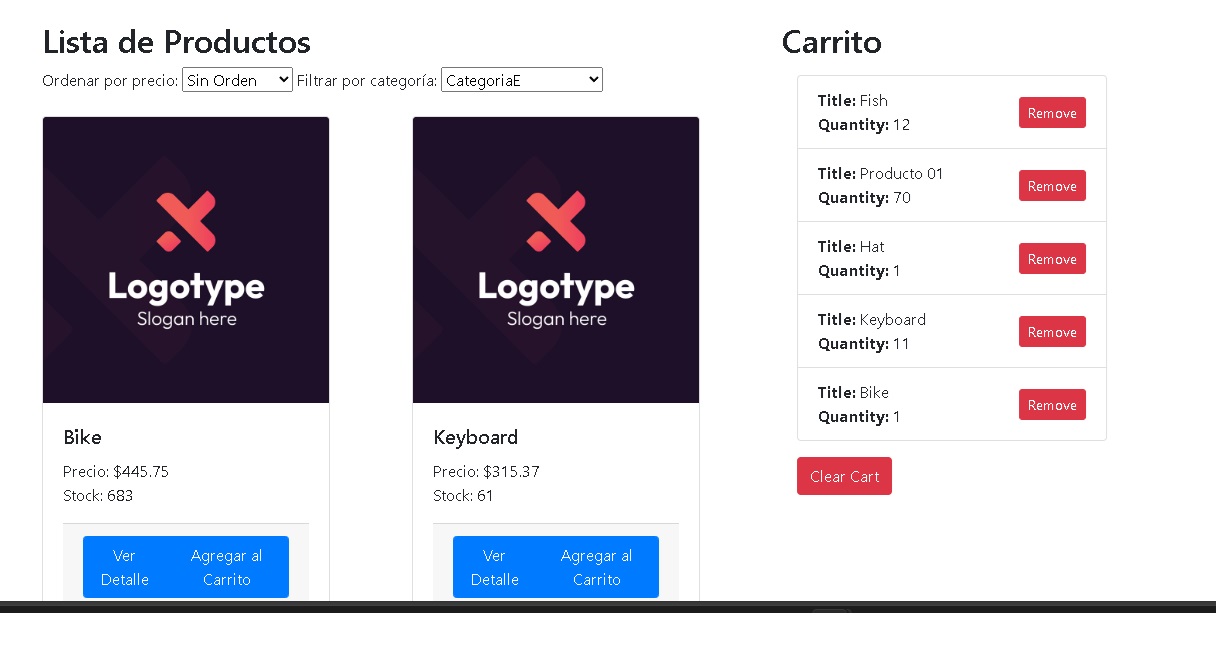 Lista de Productos
Ordenar por precio: Sin Orden Filtrar por categoría: CategoriaE
Logotype
Slogan here
Bike
Precio: $445.75
Stock: 683
Ver Detalle
Agregar al Carrito
Logotype
Slogan here
Keyboard
Precio: $315.37
Stock: 61
Ver Detalle
Agregar al Carrito
Carrito
Title: Fish
Quantity: 12
Remove
Title: Producto 01
Quantity: 70
Remove
Title: Hat
Quantity: 1
Remove
Title: Keyboard
Quantity: 11
Remove
Title: Bike
Quantity: 1
Remove
Clear Cart